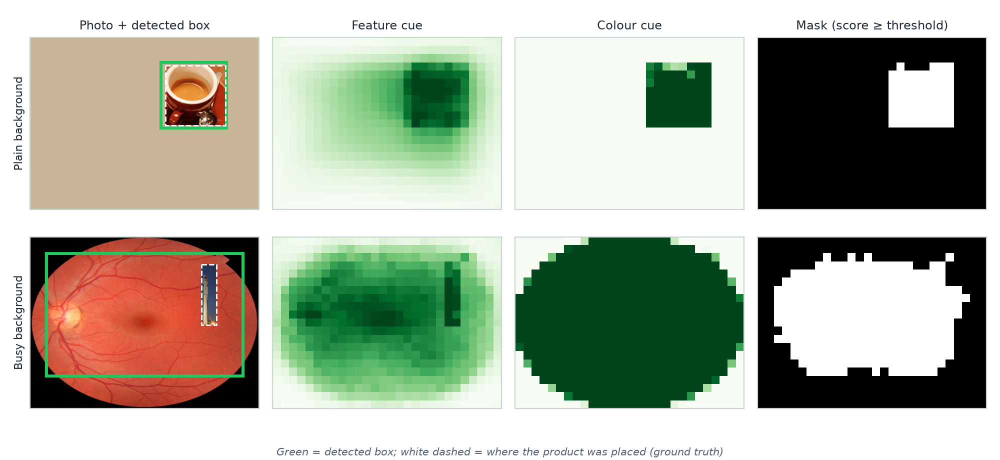 Photo + detected box
Feature cue
Colour cue
Mask (score ≥ threshold)
Plain background
Busy background
Green = detected box; white dashed = where the product was placed (ground truth)